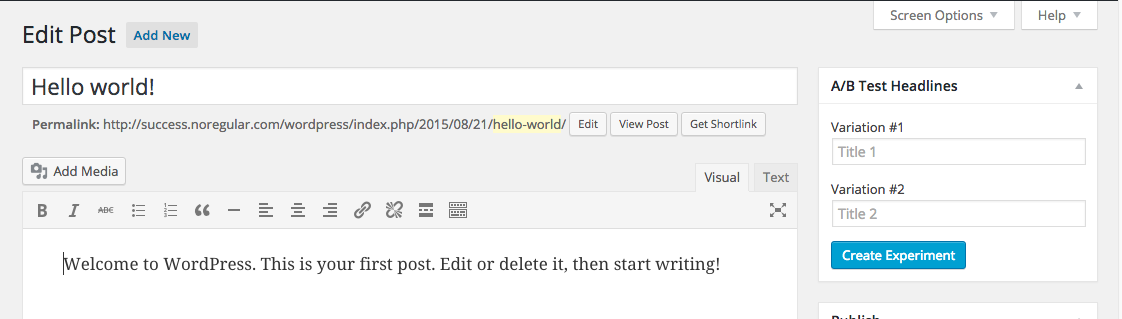 Screen Options Help
Edit Post Add New
Hello world!
Permalink: http://success.noregular.com/wordpress/index.php/2015/08/21/hello-world/ Edit View Post Get Shortlink
Add Media
Visual Text
B I ABC
Welcome to WordPress. This is your first post. Edit or delete it, then start writing!
A/B Test Headlines
Variation #1
Title 1
Variation #2
Title 2
Create Experiment
Publish